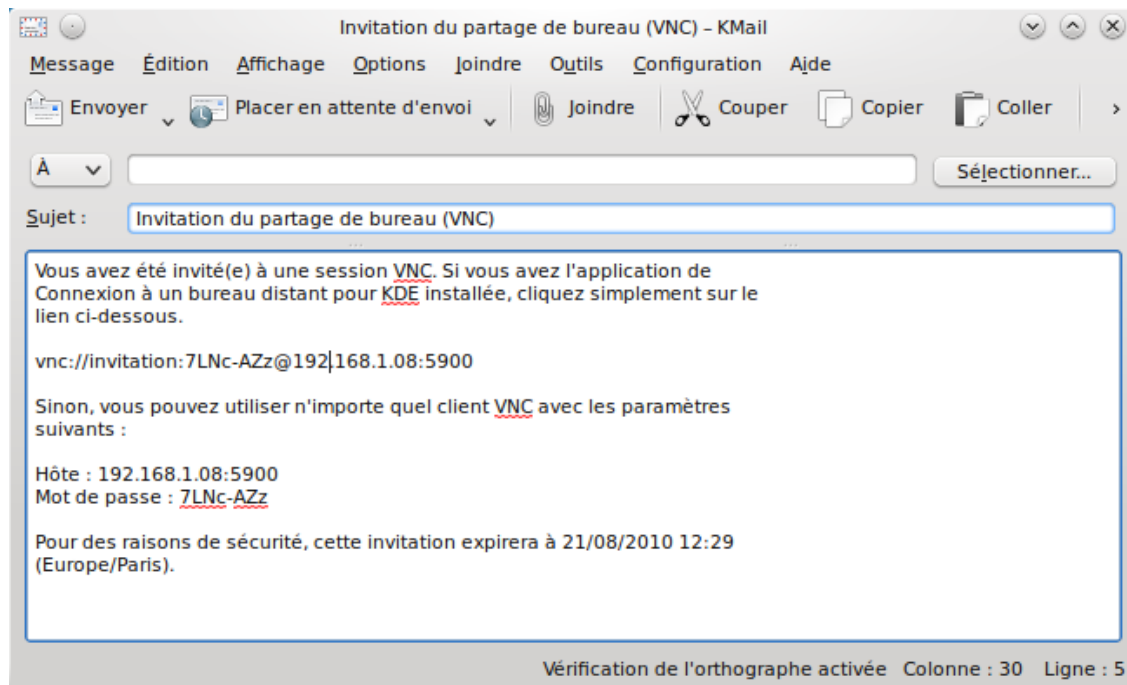 Invitation du partage de bureau (VNC) – KMail
Message Édition Affichage Options Joindre Outils Configuration Aide
Envoyer Placer en attente d'envoi Joindre Couper Copier Coller
À Sélectionner...
Sujet : Invitation du partage de bureau (VNC)
Vous avez été invité(e) à une session VNC. Si vous avez l'application de
Connexion à un bureau distant pour KDE installée, cliquez simplement sur le
lien ci-dessous.
vnc://invitation:7LNc-AZz@192.168.1.08:5900
Sinon, vous pouvez utiliser n'importe quel client VNC avec les paramètres
suivants :
Hôte : 192.168.1.08:5900
Mot de passe : 7LNc-AZz
Pour des raisons de sécurité, cette invitation expirera à 21/08/2010 12:29
(Europe/Paris).
Vérification de l'orthographe activée Colonne : 30 Ligne : 5